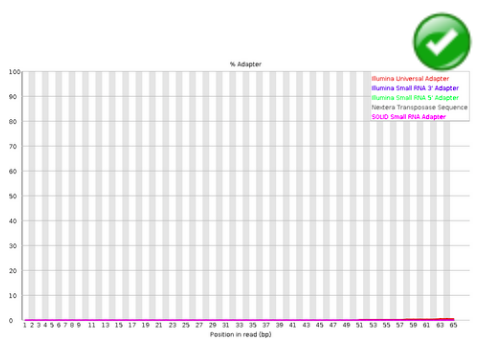 % Adapter
100
Illumina Universal Adapter
Illumina Small RNA 3' Adapter
Illumina Small RNA 5' Adapter
Nextera Transposase Sequence
SOLID Small RNA Adapter
90
80
70
60
50
40
30
20
10
0
1 2 3 4 5 6 7 8 9 11 13 15 17 19 21 23 25 27 29 31 33 35 37 39 41 43 45 47 49 51 53 55 57 59 61 63 65
Position in read (bp)